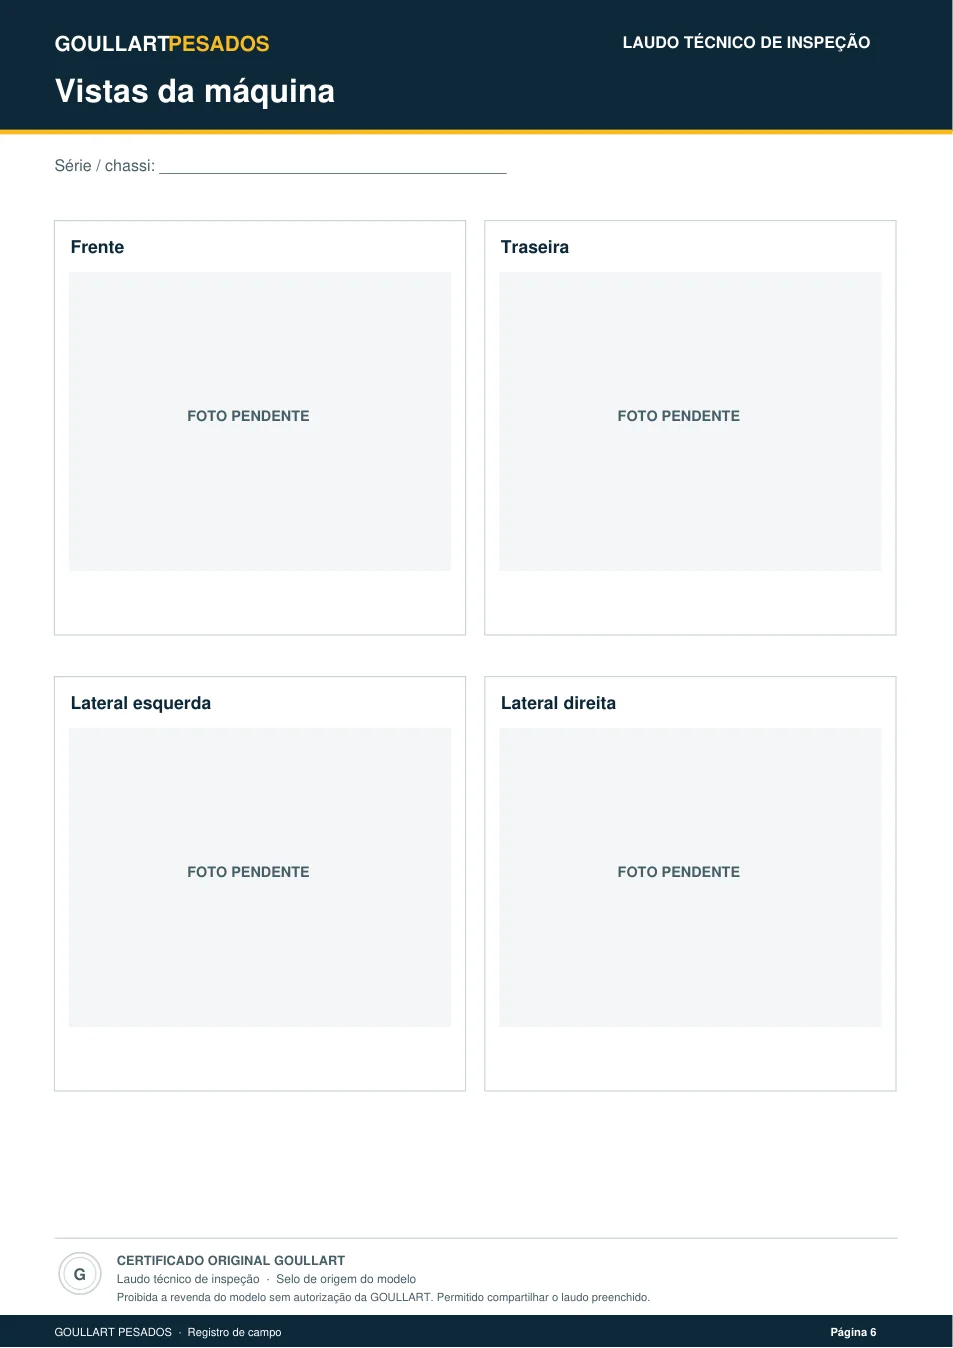 GOULLARTPESADOS
LAUDO TÉCNICO DE INSPEÇÃO
Vistas da máquina
Série / chassi: ________________________________________
Frente
FOTO PENDENTE
Traseira
FOTO PENDENTE
Lateral esquerda
FOTO PENDENTE
Lateral direita
FOTO PENDENTE
G
CERTIFICADO ORIGINAL GOULLART
Laudo técnico de inspeção · Selo de origem do modelo
Proibida a revenda do modelo sem autorização da GOULLART. Permitido compartilhar o laudo preenchido.
GOULLART PESADOS · Registro de campo
Página 6